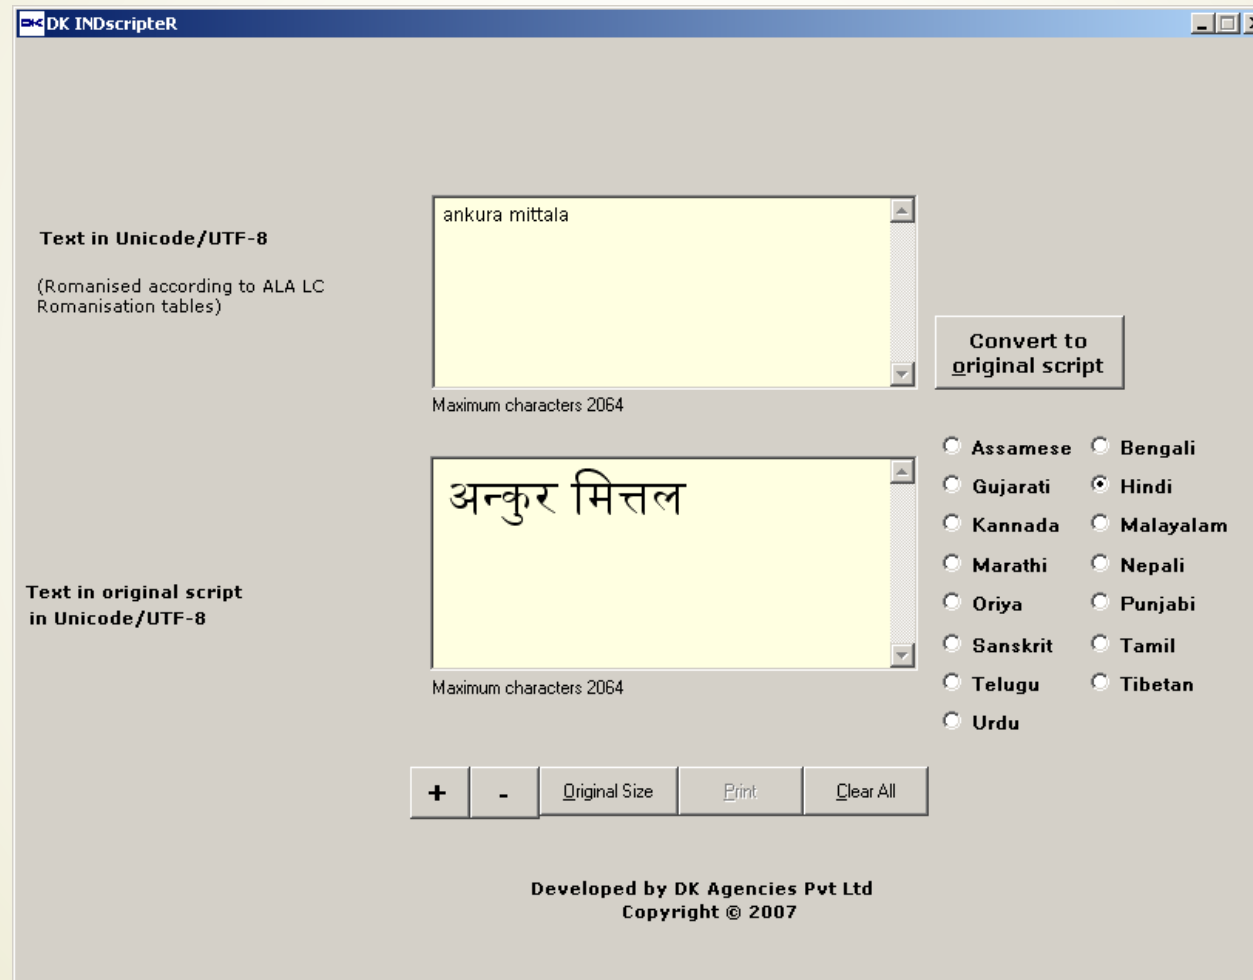 DK INDscripteR
Text in Unicode/UTF-8
(Romanised according to ALA LC
Romanisation tables)
ankura mittala
Maximum characters 2064
Convert to
original script
Assamese Bengali
Gujarati Hindi
Kannada Malayalam
Marathi Nepali
Oriya Punjabi
Sanskrit Tamil
Telugu Tibetan
Urdu
Text in original script
in Unicode/UTF-8
अन्कुर मित्तल
Maximum characters 2064
+ - Original Size Print Clear All
Developed by DK Agencies Pvt Ltd
Copyright © 2007